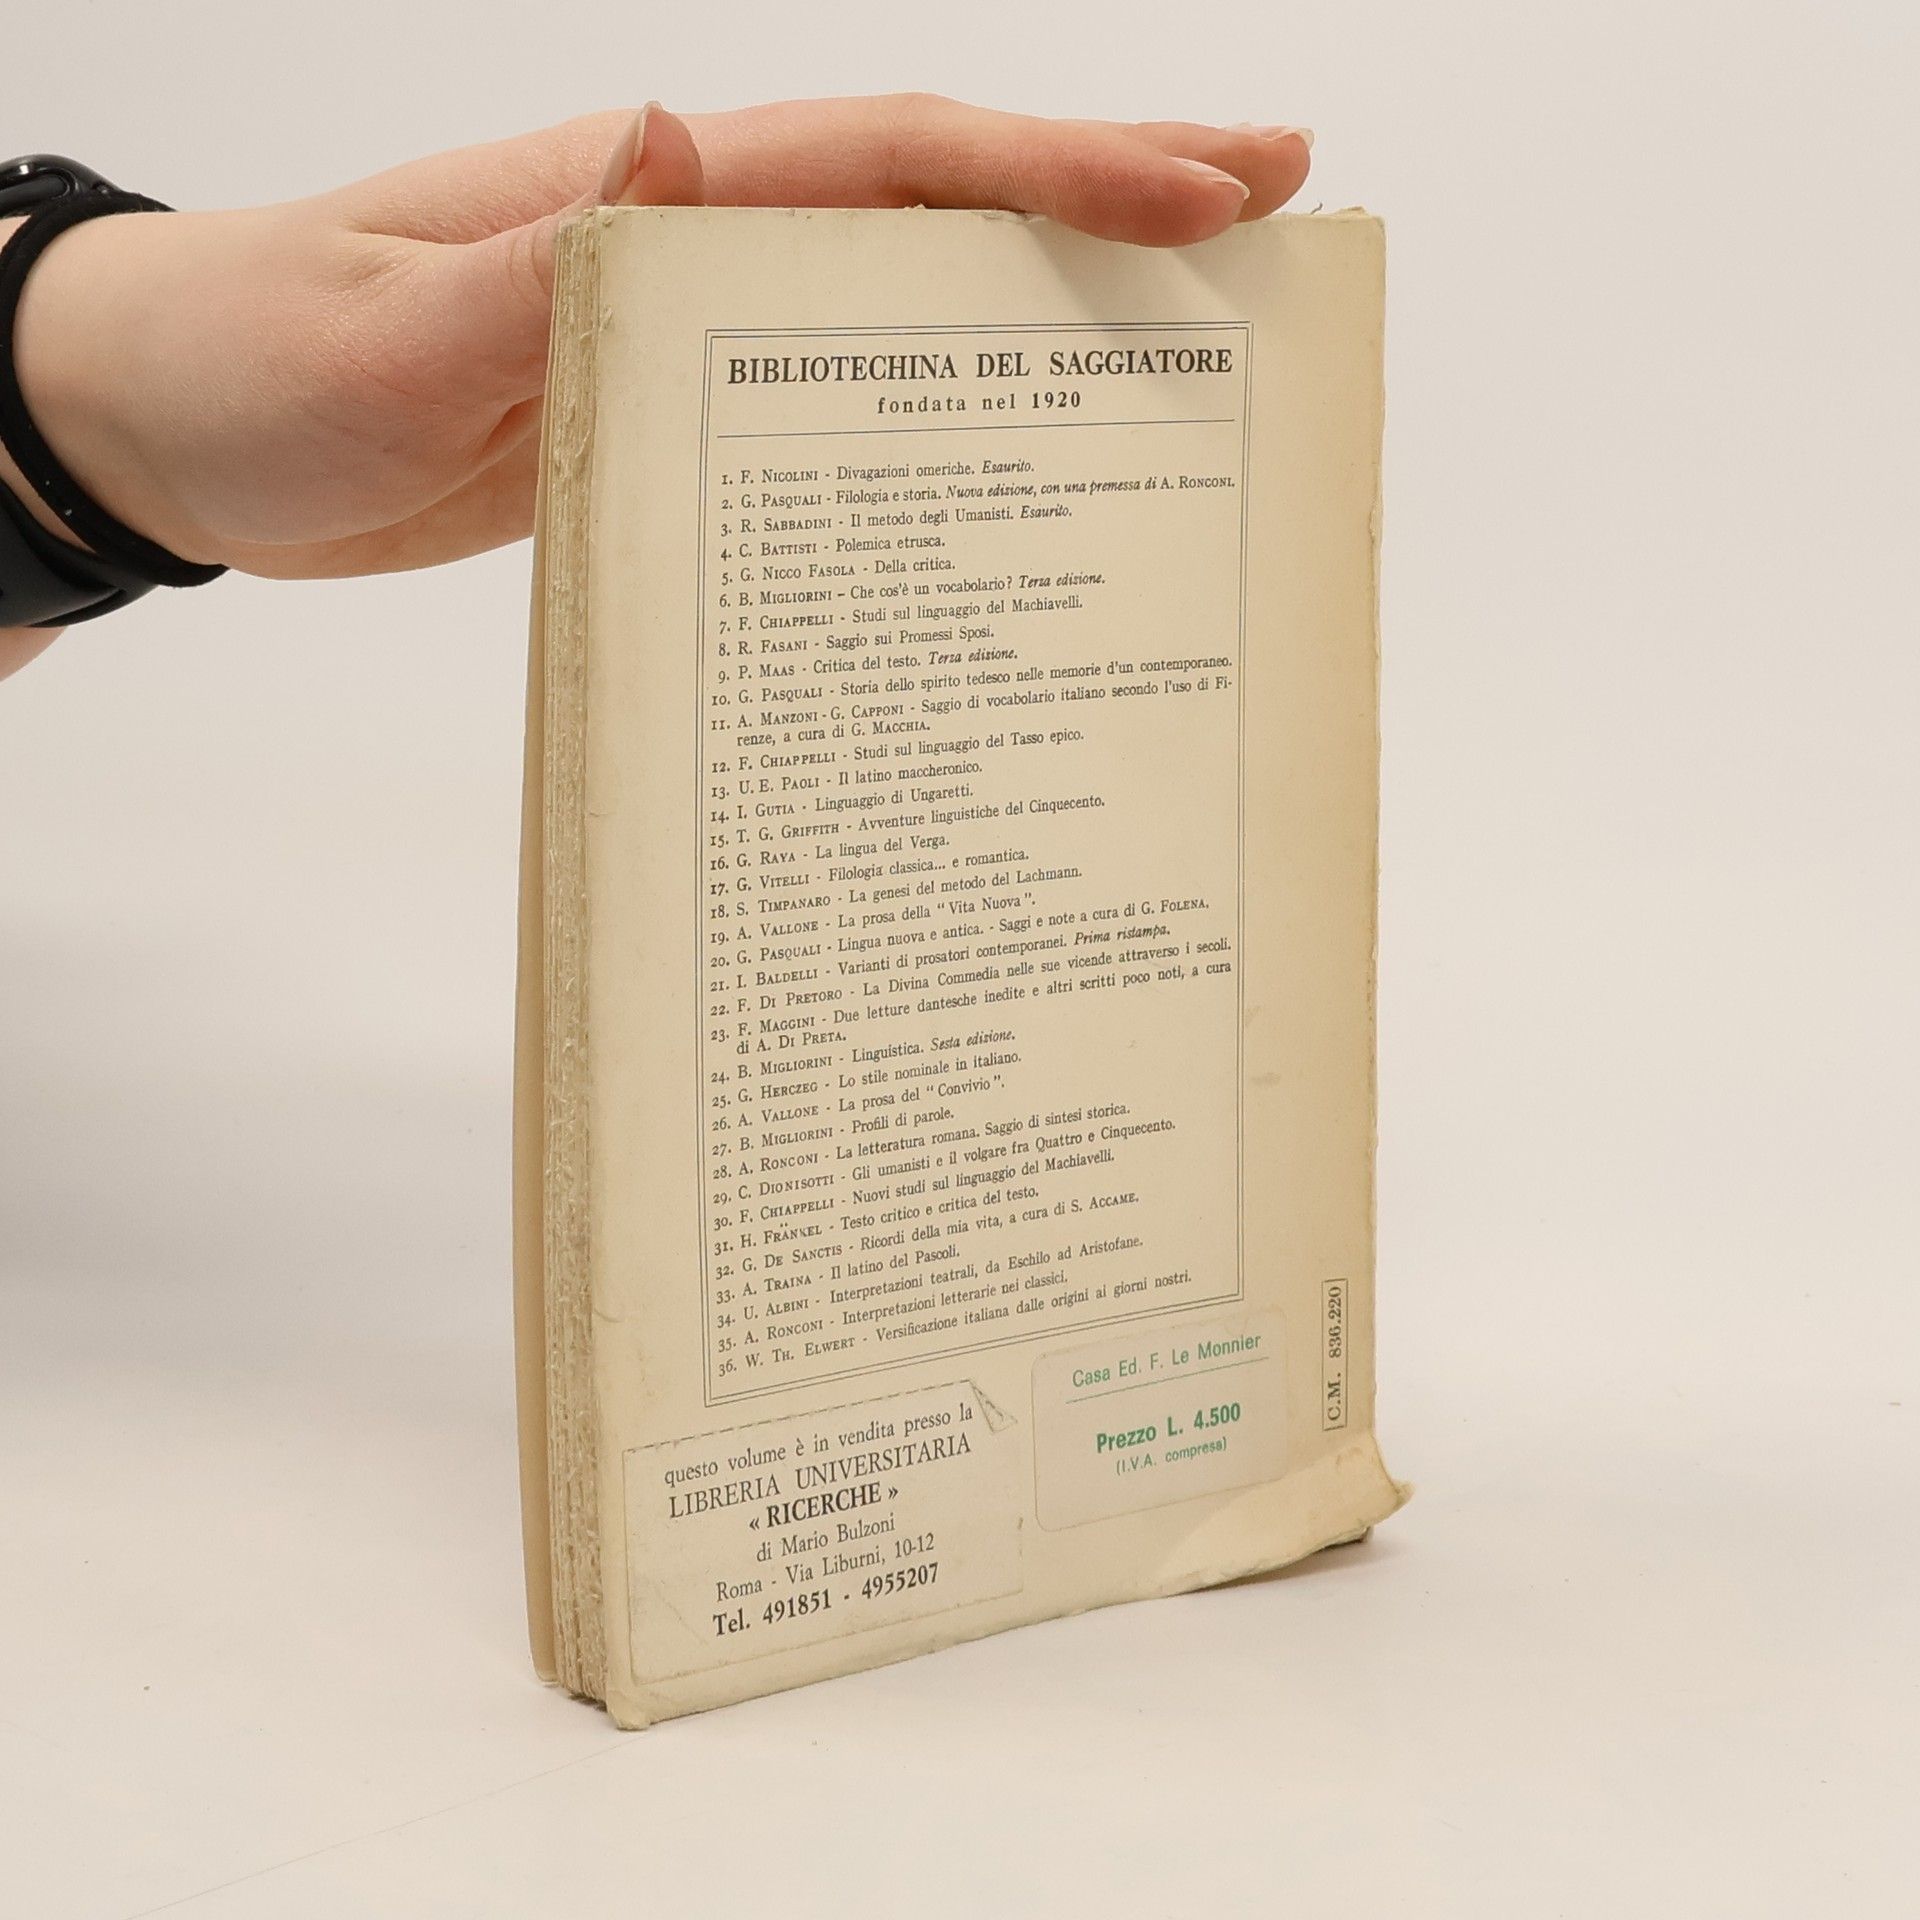 BIBLIOTECHINA DEL SAGGIATORE
fondata nel 1920
1. F. NICOLINI - Divagazioni omeriche. Esaurito.
2. G. PASQUALI - Filologia e storia. Nuova edizione, con una premessa di A. RONCONI.
3. R. SABBADINI - Il metodo degli Umanisti. Esaurito.
4. C. BATTISTI - Polemica etrusca.
5. G. NICCO FASOLA - Della critica.
6. B. MIGLIORINI – Che cos'è un vocabolario? Terza edizione.
7. F. CHIAPPELLI - Studi sul linguaggio del Machiavelli.
8. R. FASANI - Saggio sui Promessi Sposi.
9. P. MAAS - Critica del testo. Terza edizione.
10. G. PASQUALI - Storia dello spirito tedesco nelle memorie d'un contemporaneo.
11. A. MANZONI - G. CAPPONI - Saggio di vocabolario italiano secondo l'uso di Fi-
renze, a cura di G. MACCHIA.
12. F. CHIAPPELLI - Studi sul linguaggio del Tasso epico.
13. U. E. PAOLI - Il latino maccheronico.
14. I. GUTIA - Linguaggio di Ungaretti.
15. T. G. GRIFFITH - Avventure linguistiche del Cinquecento.
16. G. RAYA - La lingua del Verga.
17. G. VITELLI - Filologia classica... e romantica.
18. S. TIMPANARO - La genesi del metodo del Lachmann.
19. A. VALLONE - La prosa della “ Vita Nuova ”.
20. G. PASQUALI - Lingua nuova e antica. - Saggi e note a cura di G. FOLENA.
21. I. BALDELLI - Varianti di prosatori contemporanei. Prima ristampa.
22. F. DI PRETORO - La Divina Commedia nelle sue vicende attraverso i secoli.
23. F. MAGGINI - Due letture dantesche inedite e altri scritti poco noti, a cura
di A. DI PRETA.
24. B. MIGLIORINI - Linguistica. Sesta edizione.
25. G. HERCZEG - Lo stile nominale in italiano.
26. A. VALLONE - La prosa del “ Convivio ”.
27. B. MIGLIORINI - Profili di parole.
28. A. RONCONI - La letteratura romana. Saggio di sintesi storica.
29. C. DIONISOTTI - Gli umanisti e il volgare fra Quattro e Cinquecento.
30. F. CHIAPPELLI - Nuovi studi sul linguaggio del Machiavelli.
31. H. FRÄNKEL - Testo critico e critica del testo.
32. G. DE SANCTIS - Ricordi della mia vita, a cura di S. ACCAME.
33. A. TRAINA - Il latino del Pascoli.
34. U. ALBINI - Interpretazioni teatrali, da Eschilo ad Aristofane.
35. A. RONCONI - Interpretazioni letterarie nei classici.
36. W. TH. ELWERT - Versificazione italiana dalle origini ai giorni nostri.
C.M. 836.220
Casa Ed. F. Le Monnier
Prezzo L. 4.500
(I.V.A. compresa)
questo volume è in vendita presso la
LIBRERIA UNIVERSITARIA
« RICERCHE »
di Mario Bulzoni
Roma - Via Liburni, 10-12
Tel. 491851 - 4955207